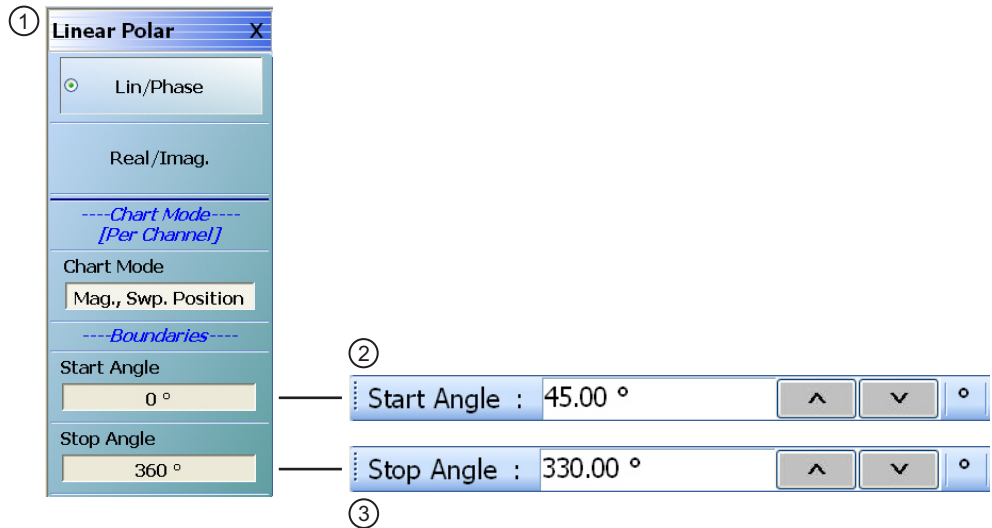 1
Linear Polar X
Lin/Phase
Real/Imag.
----Chart Mode----
[Per Channel]
Chart Mode
Mag., Swp. Position
----Boundaries----
Start Angle
0 °
Stop Angle
360 °
2
Start Angle : 45.00 ° °
Stop Angle : 330.00 ° °
3